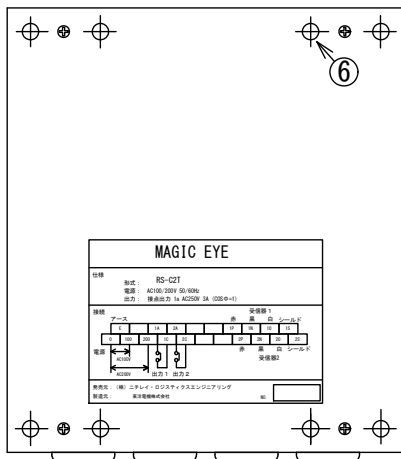 ⑥
MAGIC EYE
仕様
形式： RS-C2T
電源： AC100/200V 50/60Hz
出力： 接点出力 1a AC250V 3A (COSΦ=1)
接続
受信器1
アース 赤 黒 白 シールド
E 1A 2A 1P 1N 1O 1S
0 100 200 1C 2C 2P 2N 2O 2S
電源 AC100V 赤 黒 白 シールド
AC200V 出力1 出力2 受信器2
発売元：（株）ニチレイ・ロジスティクスエンジニアリング
製造元： 東洋電機株式会社 NO